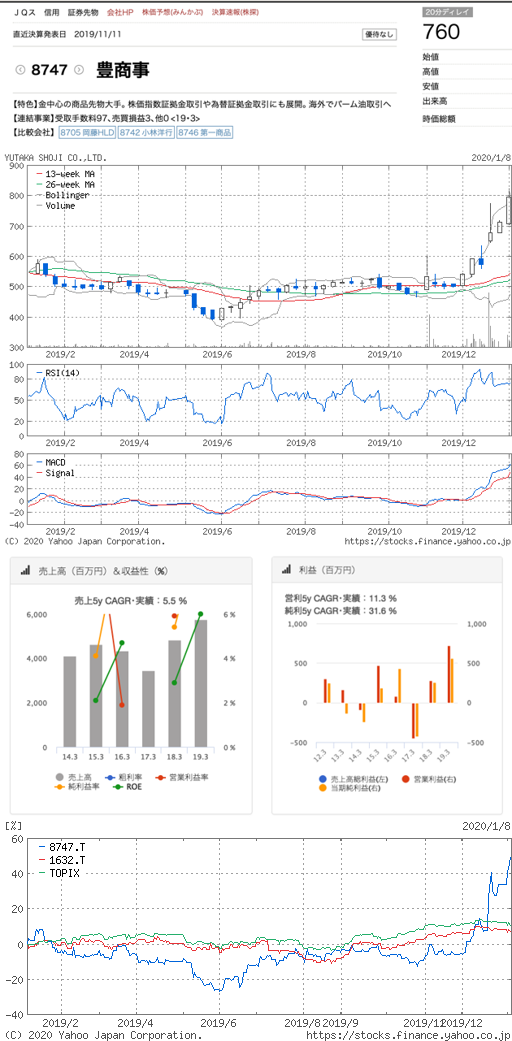 ＪＱス 信用 証券先物 会社HP 株価予想(みんかぶ) 決算速報(株探)
20分ディレイ
760
直近決算発表日 2019/11/11
優待なし
8747 豊商事
始値
高値
安値
出来高
時価総額
【特色】金中心の商品先物大手。株価指数証拠金取引や為替証拠金取引にも展開。海外でパーム油取引へ
【連結事業】受取手数料97、売買損益3、他0 <19・3>
【比較会社】 8705 岡藤HLD 8742 小林洋行 8746 第一商品
YUTAKA SHOJI CO.,LTD. 2020/1/8
900
800
700
600
500
400
300
13-week MA
26-week MA
Bollinger
Volume
2019/2 2019/4 2019/6 2019/8 2019/10 2019/12
100
80
50
20
0
RSI(14)
2019/2 2019/4 2019/6 2019/8 2019/10 2019/12
80
60
40
20
0
-20
-40
MACD
Signal
2019/2 2019/4 2019/6 2019/8 2019/10 2019/12
(C) 2020 Yahoo Japan Corporation. https://stocks.finance.yahoo.co.jp
売上高（百万円）＆収益性（%）
売上5y CAGR・実績：5.5 %
6,000
4,000
2,000
0
6 %
4 %
2 %
0 %
14.3 15.3 16.3 17.3 18.3 19.3
売上高 粗利率 営業利益率
純利益率 ROE
利益（百万円）
営利5y CAGR・実績：11.3 %
純利5y CAGR・実績：31.6 %
1,000
500
0
-500
1,000
500
0
-500
12.3 13.3 14.3 15.3 16.3 17.3 18.3 19.3
売上高総利益(左) 営業利益(右)
当期純利益(右)
[%] 2020/1/8
60
40
20
0
-20
-40
8747.T
1632.T
TOPIX
2019/2 2019/4 2019/6 2019/8 2019/9 2019/11 2019/12
(C) 2020 Yahoo Japan Corporation. https://stocks.finance.yahoo.co.jp